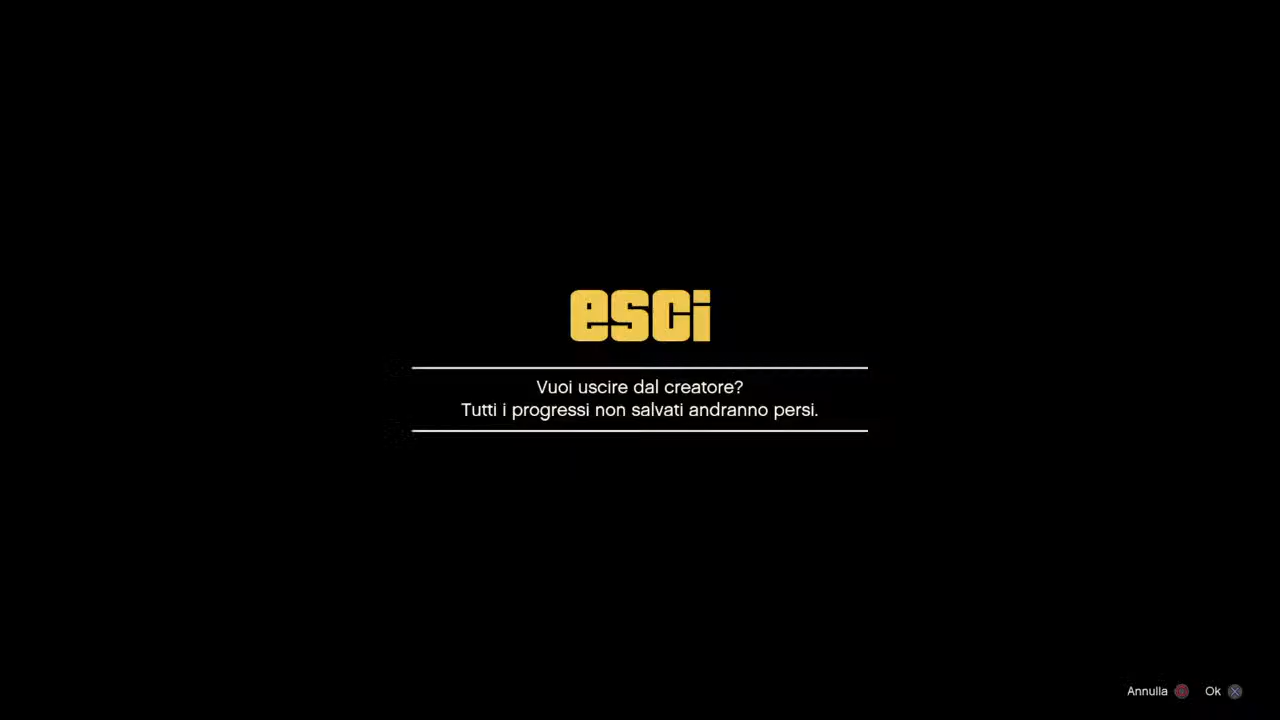 esci
Vuoi uscire dal creatore?
Tutti i progressi non salvati andranno persi.
Annulla Ok